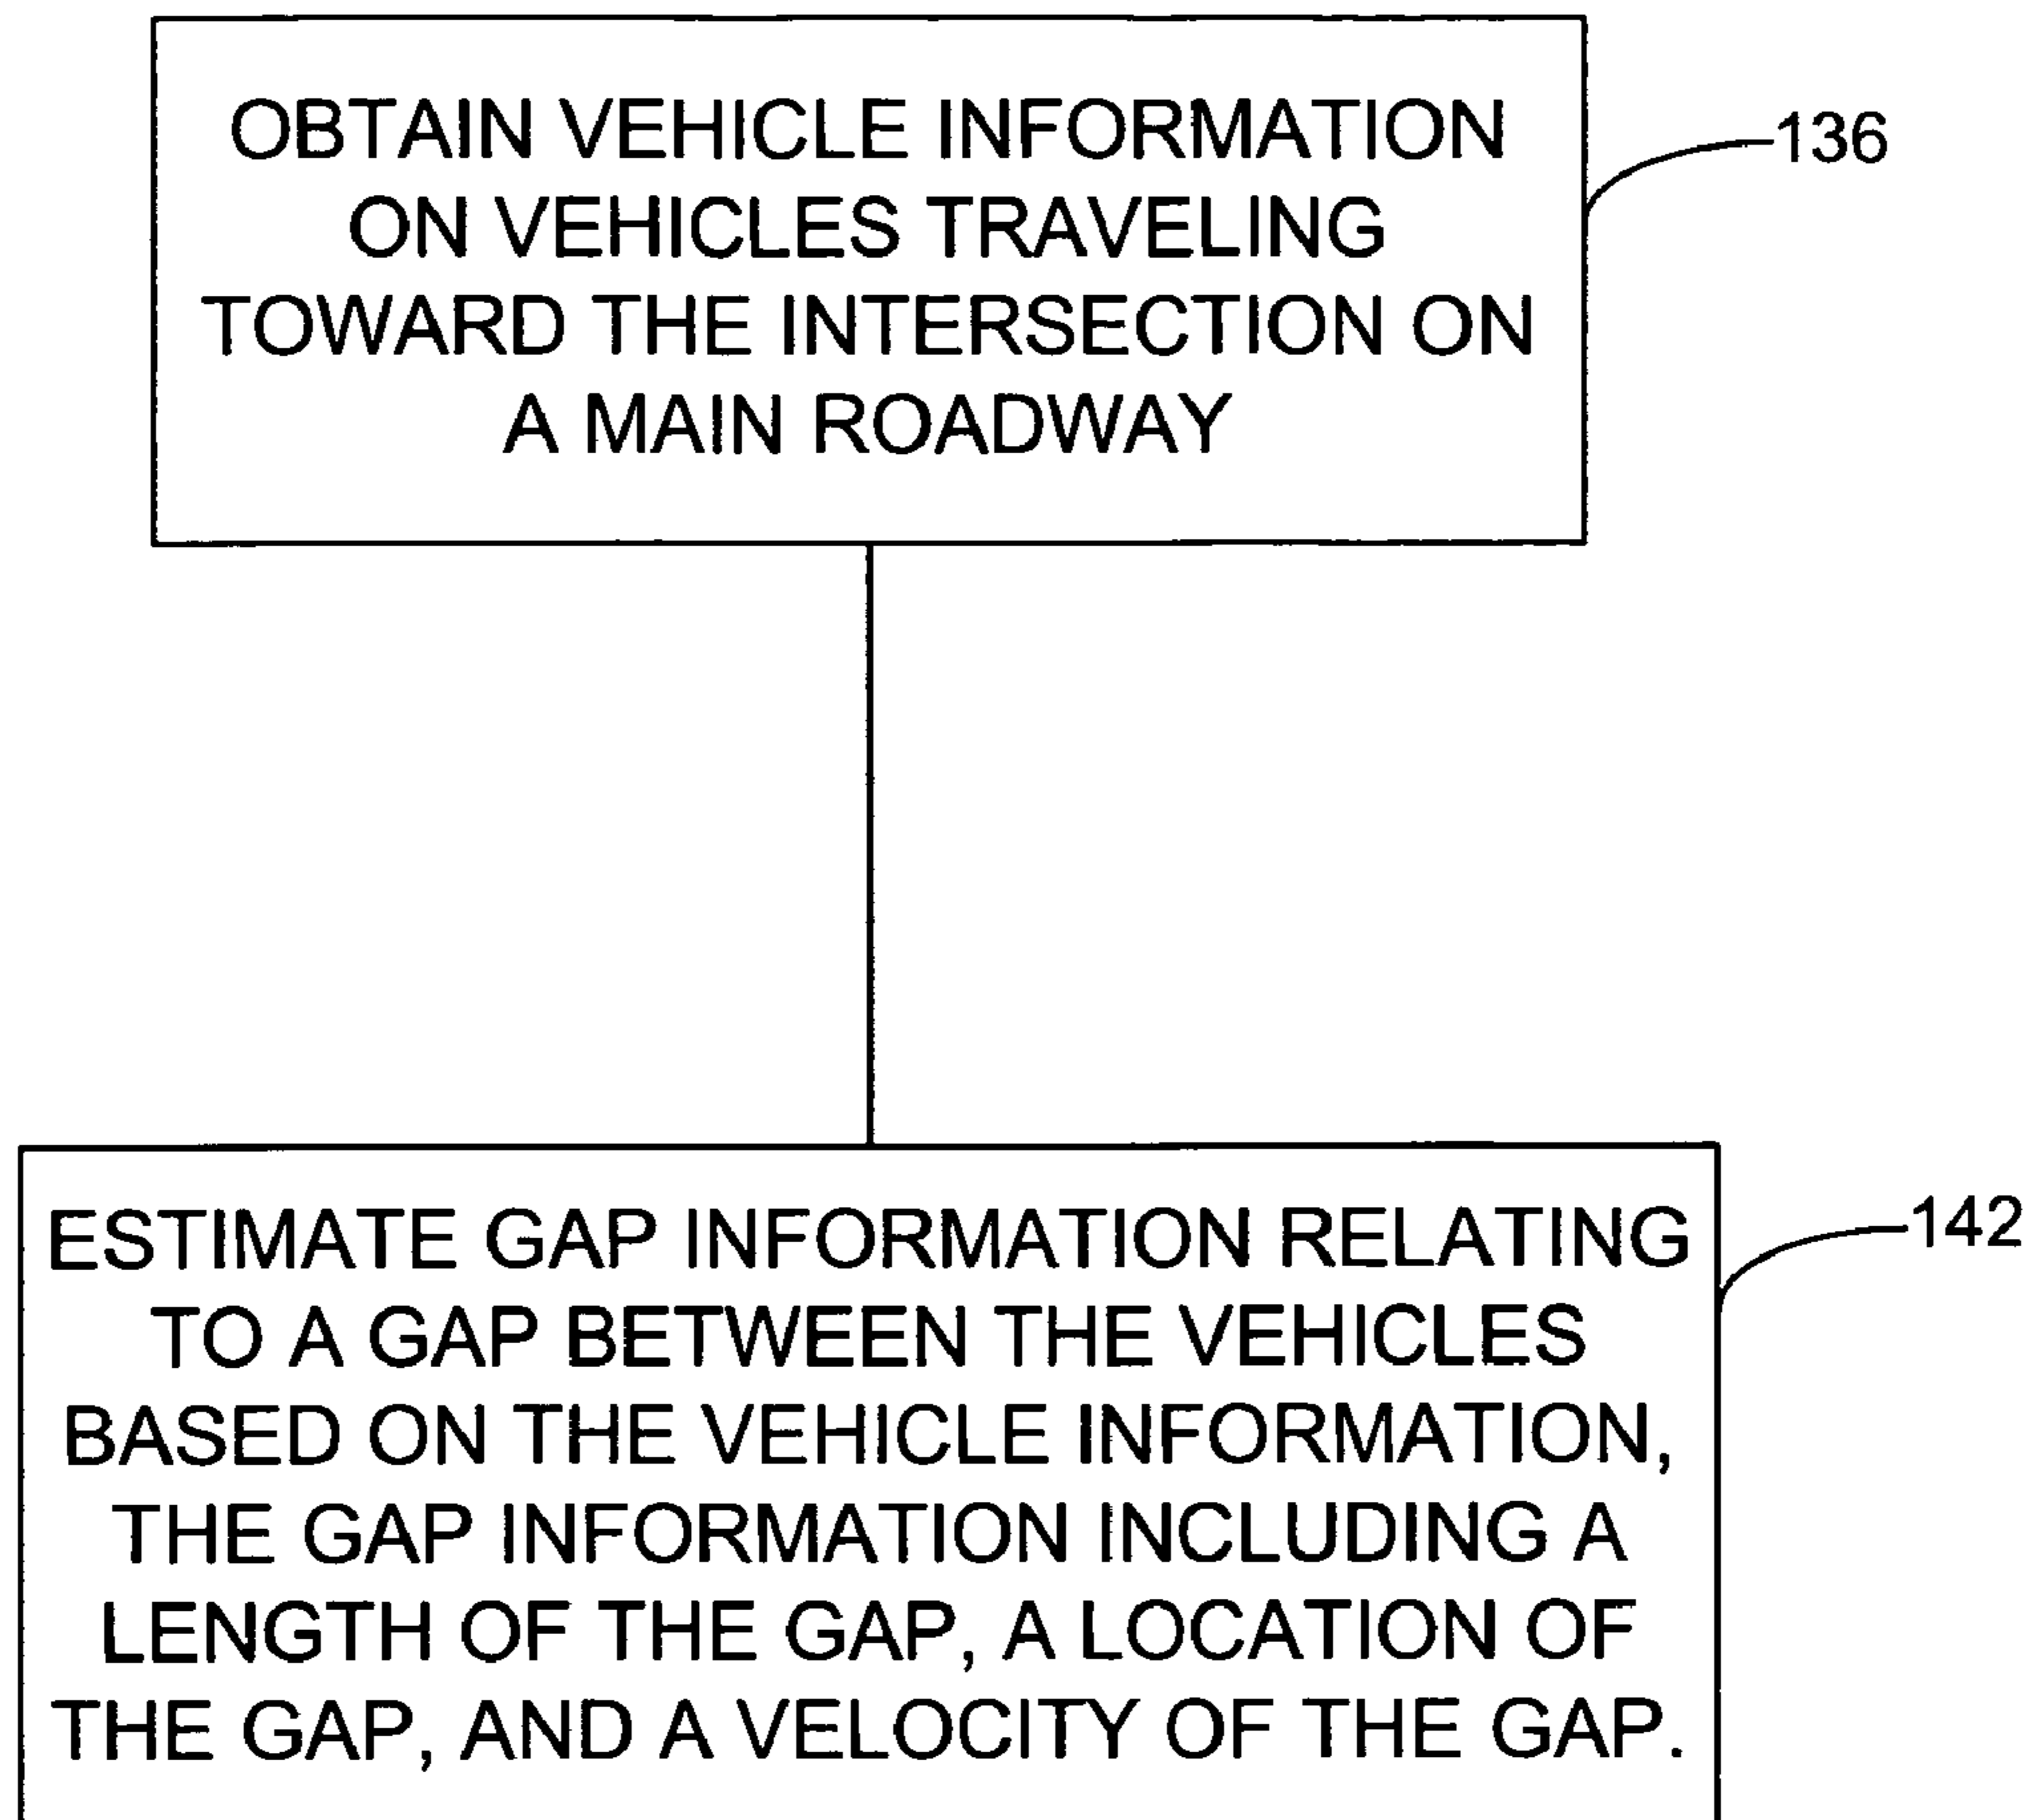 OBTAIN VEHICLE INFORMATION
ON VEHICLES TRAVELING
TOWARD THE INTERSECTION ON
A MAIN ROADWAY
136
ESTIMATE GAP INFORMATION RELATING
TO A GAP BETWEEN THE VEHICLES
BASED ON THE VEHICLE INFORMATION,
THE GAP INFORMATION INCLUDING A
LENGTH OF THE GAP, A LOCATION OF
THE GAP, AND A VELOCITY OF THE GAP.
142